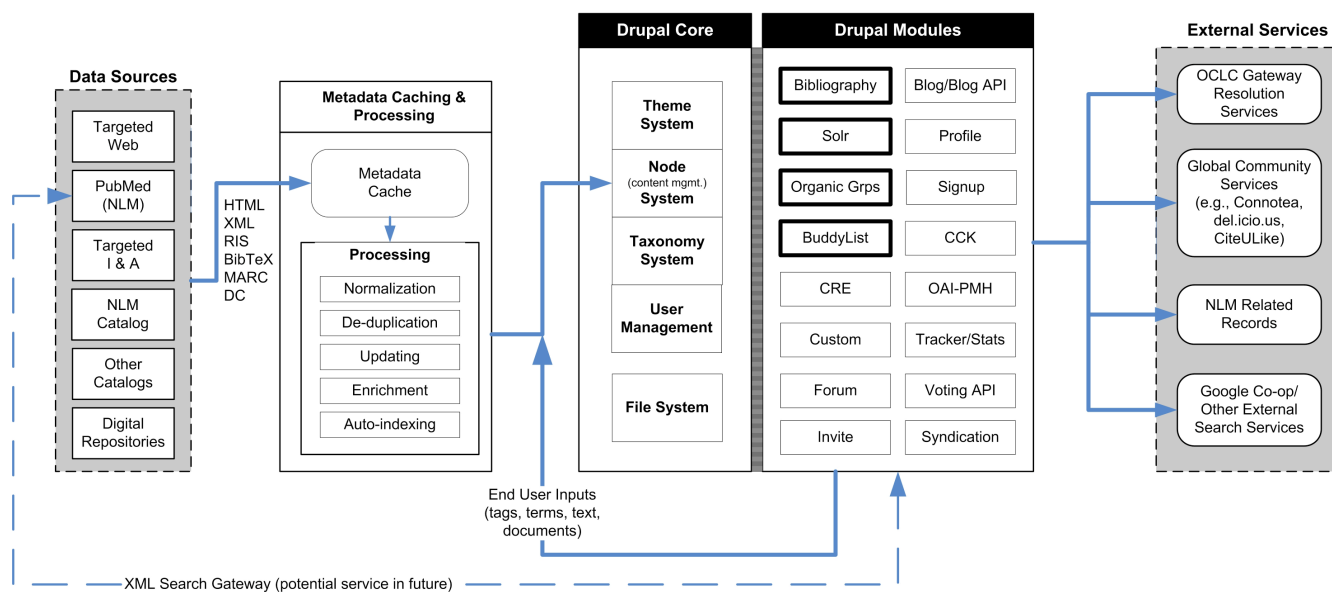 Data Sources
Targeted
Web
PubMed
(NLM)
Targeted
I & A
NLM
Catalog
Other
Catalogs
Digital
Repositories
HTML
XML
RIS
BibTeX
MARC
DC
Metadata Caching &
Processing
Metadata
Cache
Processing
Normalization
De-duplication
Updating
Enrichment
Auto-indexing
End User Inputs
(tags, terms, text,
documents)
Drupal Core
Theme
System
Node
(content mgmt.)
System
Taxonomy
System
User
Management
File System
Drupal Modules
Bibliography
Blog/Blog API
Solr
Profile
Organic Grps
Signup
BuddyList
CCK
CRE
OAI-PMH
Custom
Tracker/Stats
Forum
Voting API
Invite
Syndication
External Services
OCLC Gateway
Resolution
Services
Global Community
Services
(e.g., Connotea,
del.icio.us,
CiteULike)
NLM Related
Records
Google Co-op/
Other External
Search Services
XML Search Gateway (potential service in future)